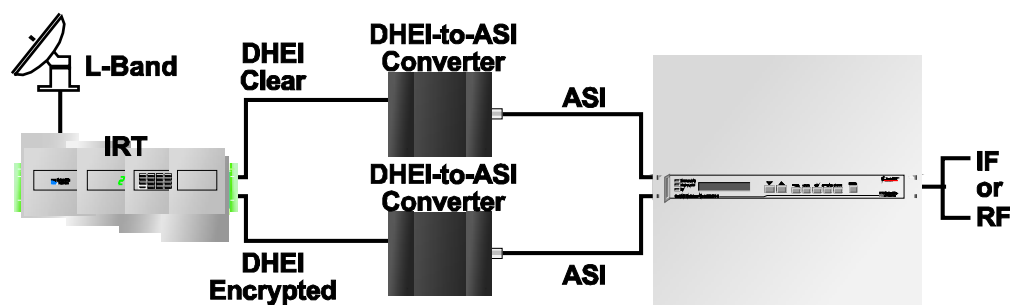 L-Band
IRT
2
DHEI
Clear
DHEI-to-ASI
Converter
ASI
DHEI-to-ASI
Converter
DHEI
Encrypted
ASI
IF
or
RF